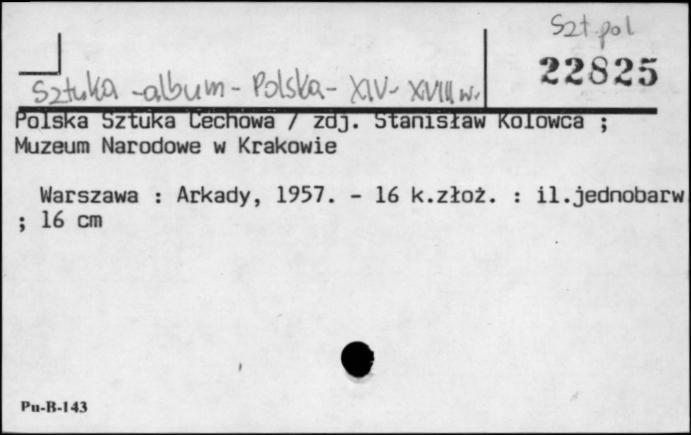 Szt pol
22825
Sztuka -album- Polska- XIV- XVIII w.
Polska Sztuka Cechowa / zdj. Stanisław Kolowca ;
Muzeum Narodowe w Krakowie
Warszawa : Arkady, 1957. - 16 k.złoż. : il.jednobarw
; 16 cm
Pu-B-143